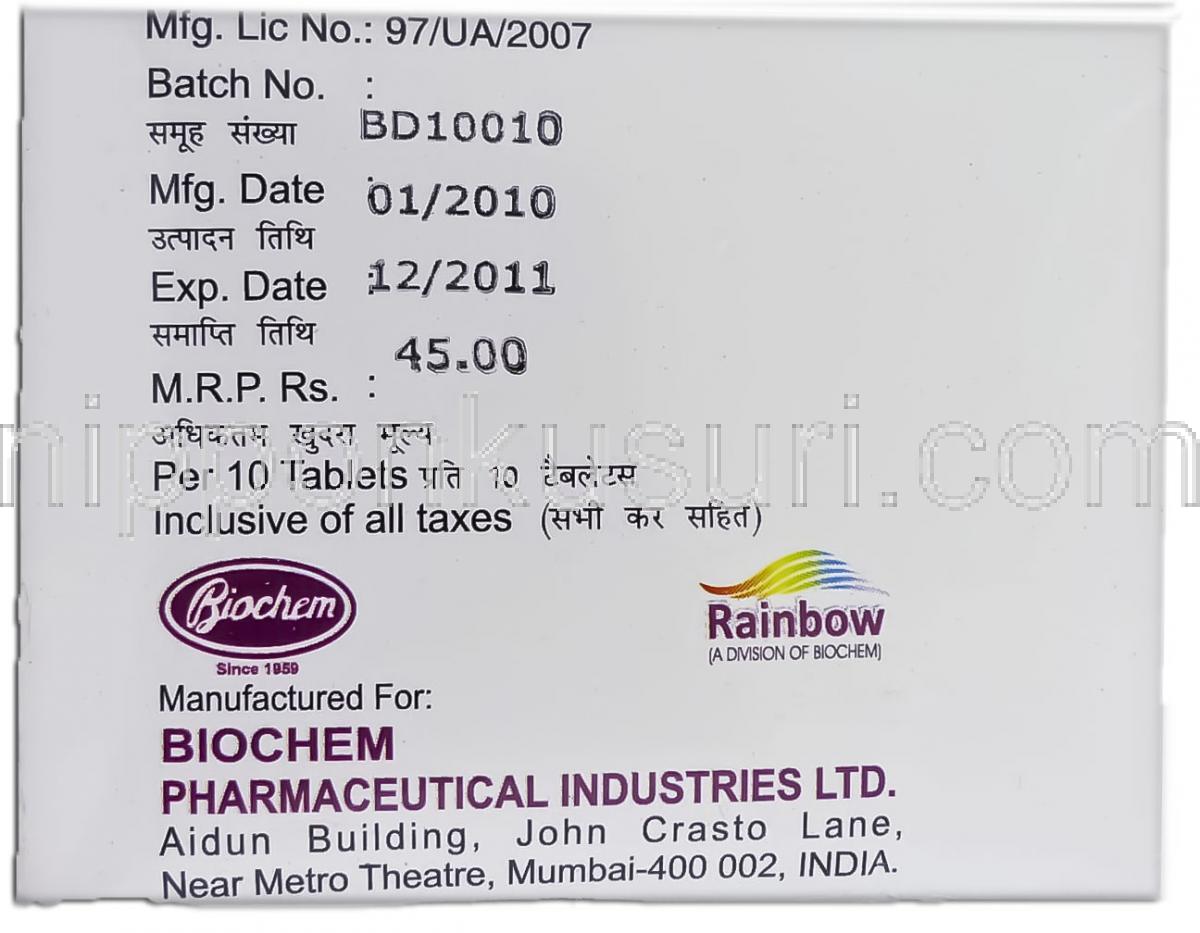 Mfg. Lic No.: 97/UA/2007
Batch No. :
समूह संख्या BD10010
Mfg. Date : 01/2010
उत्पादन तिथि
Exp. Date : 12/2011
समाप्ति तिथि
45.00
M.R.P. Rs. :
अधिकतम खुदरा मूल्य
nipponkusuri.com
Per 10 Tablets प्रति 10 टैबलेटस
Inclusive of all taxes (सभी कर सहित)
Biochem
Since 1959
Rainbow
(A DIVISION OF BIOCHEM)
Manufactured For:
BIOCHEM
PHARMACEUTICAL INDUSTRIES LTD.
Aidun Building, John Crasto Lane,
Near Metro Theatre, Mumbai-400 002, INDIA.